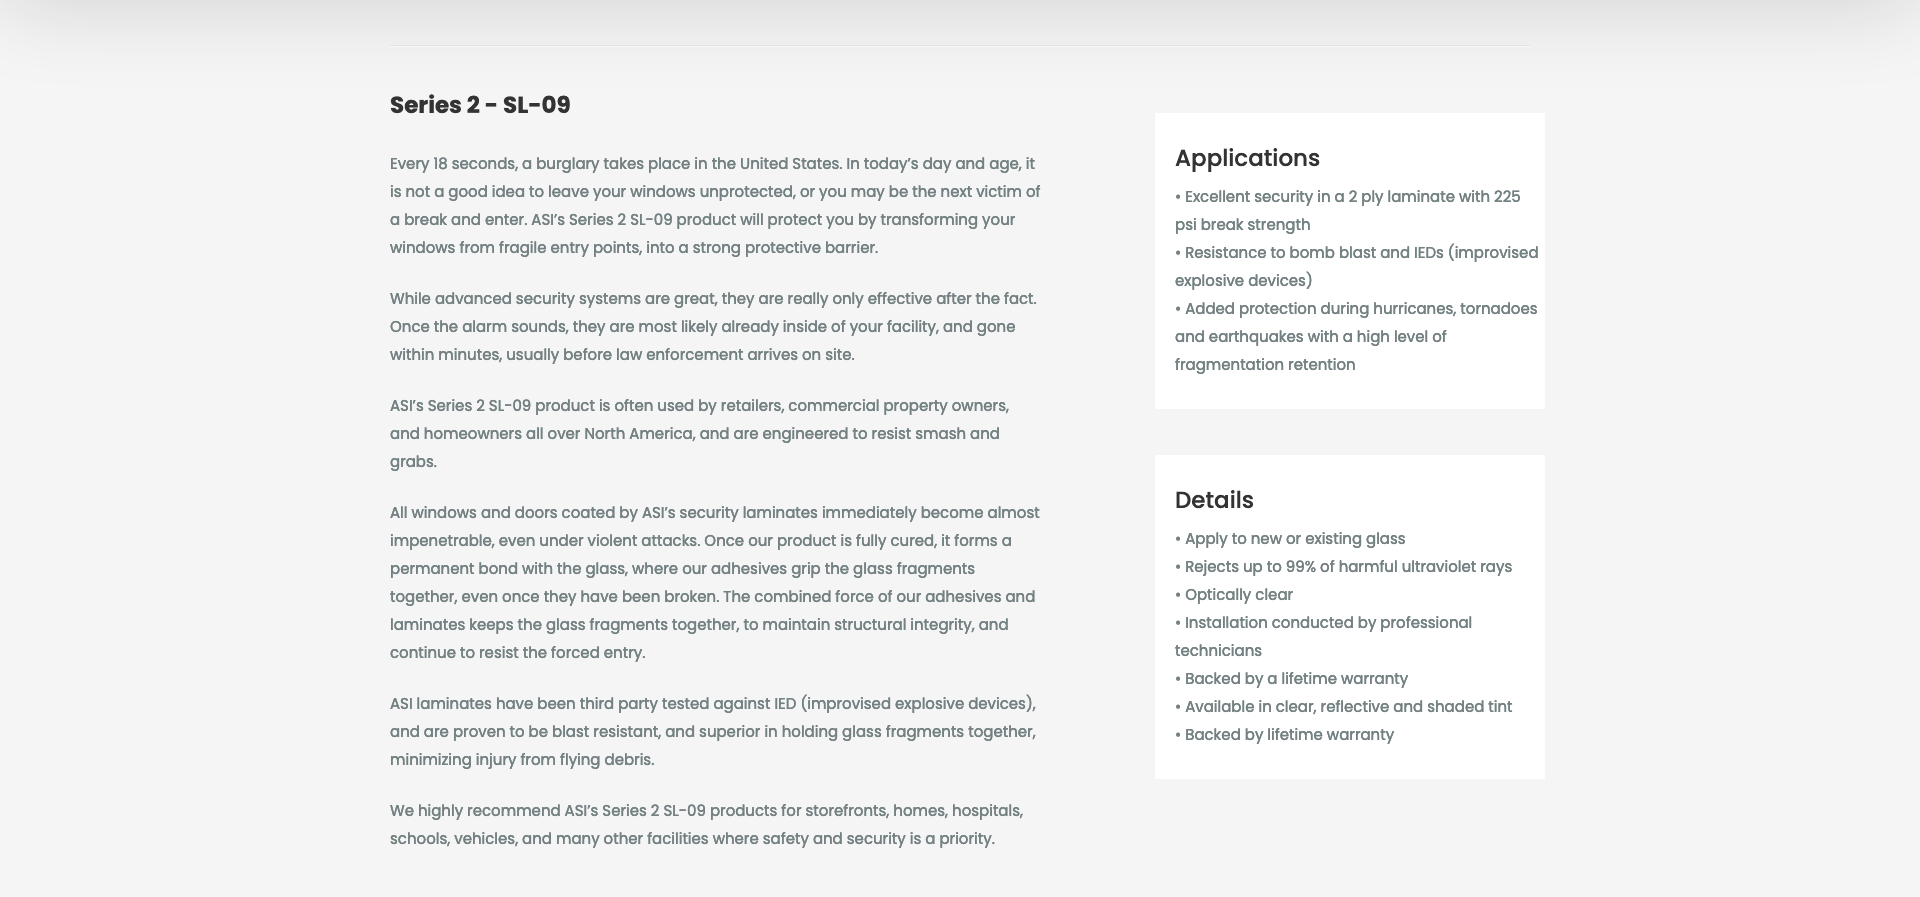 Series 2 – SL-09
Every 18 seconds, a burglary takes place in the United States. In today’s day and age, it
is not a good idea to leave your windows unprotected, or you may be the next victim of
a break and enter. ASI’s Series 2 SL-09 product will protect you by transforming your
windows from fragile entry points, into a strong protective barrier.
While advanced security systems are great, they are really only effective after the fact.
Once the alarm sounds, they are most likely already inside of your facility, and gone
within minutes, usually before law enforcement arrives on site.
ASI’s Series 2 SL-09 product is often used by retailers, commercial property owners,
and homeowners all over North America, and are engineered to resist smash and
grabs.
All windows and doors coated by ASI’s security laminates immediately become almost
impenetrable, even under violent attacks. Once our product is fully cured, it forms a
permanent bond with the glass, where our adhesives grip the glass fragments
together, even once they have been broken. The combined force of our adhesives and
laminates keeps the glass fragments together, to maintain structural integrity, and
continue to resist the forced entry.
ASI laminates have been third party tested against IED (improvised explosive devices),
and are proven to be blast resistant, and superior in holding glass fragments together,
minimizing injury from flying debris.
We highly recommend ASI’s Series 2 SL-09 products for storefronts, homes, hospitals,
schools, vehicles, and many other facilities where safety and security is a priority.
Applications
• Excellent security in a 2 ply laminate with 225
psi break strength
• Resistance to bomb blast and IEDs (improvised
explosive devices)
• Added protection during hurricanes, tornadoes
and earthquakes with a high level of
fragmentation retention
Details
• Apply to new or existing glass
• Rejects up to 99% of harmful ultraviolet rays
• Optically clear
• Installation conducted by professional
technicians
• Backed by a lifetime warranty
• Available in clear, reflective and shaded tint
• Backed by lifetime warranty